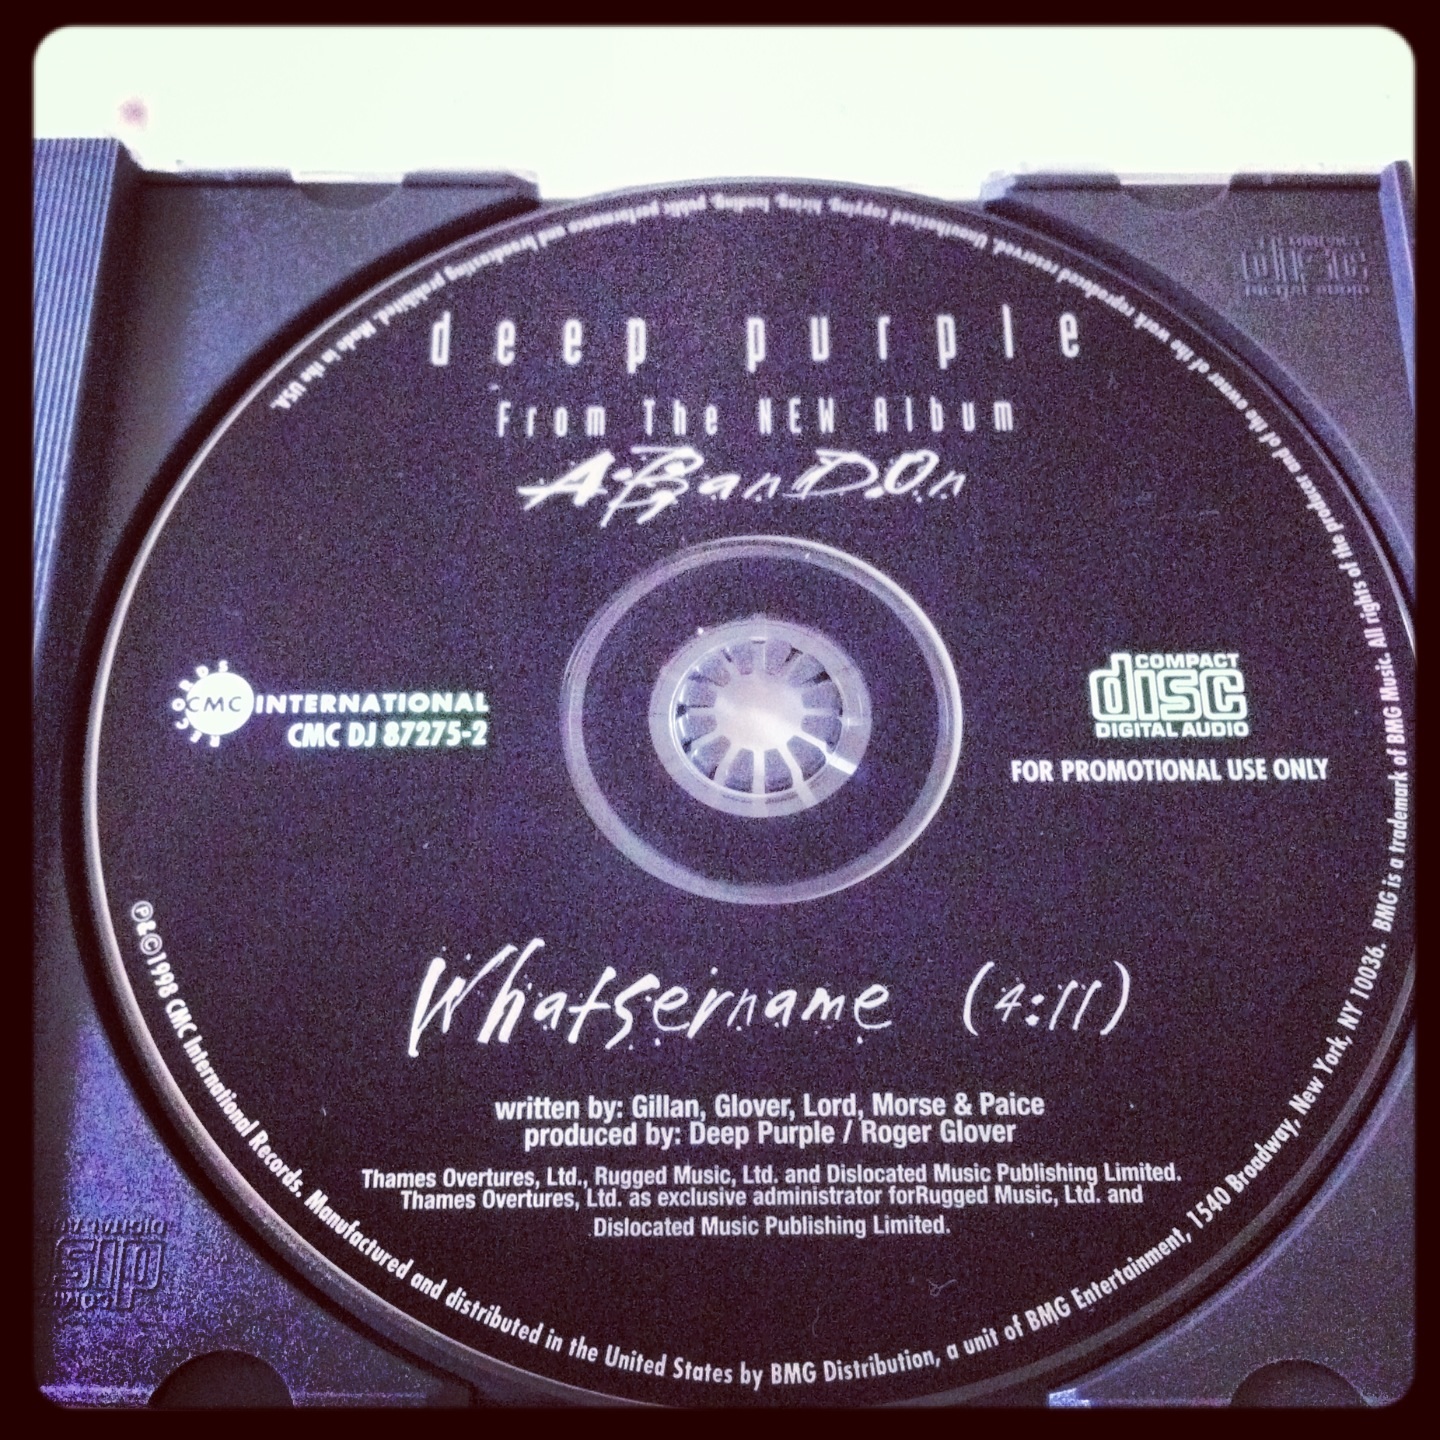 deep purple
From The NEW Album
ABanDOn
RECORDS
CMC INTERNATIONAL
CMC DJ 87275-2
COMPACT
disc
DIGITAL AUDIO
FOR PROMOTIONAL USE ONLY
Whatsername (4:11)
written by: Gillan, Glover, Lord, Morse & Paice
produced by: Deep Purple / Roger Glover
Thames Overtures, Ltd., Rugged Music, Ltd. and Dislocated Music Publishing Limited.
Thames Overtures, Ltd. as exclusive administrator forRugged Music, Ltd. and
Dislocated Music Publishing Limited.
℗&©1998 CMC International Records. Manufactured and distributed in the United States by BMG Distribution, a unit of BMG Entertainment, 1540 Broadway, New York, NY 10036. BMG is a trademark of BMG Music. All rights of the producer and of the owner of the work reproduced reserved. Unauthorized copying, hiring, lending, public performance and broadcasting prohibited. Made in the USA.